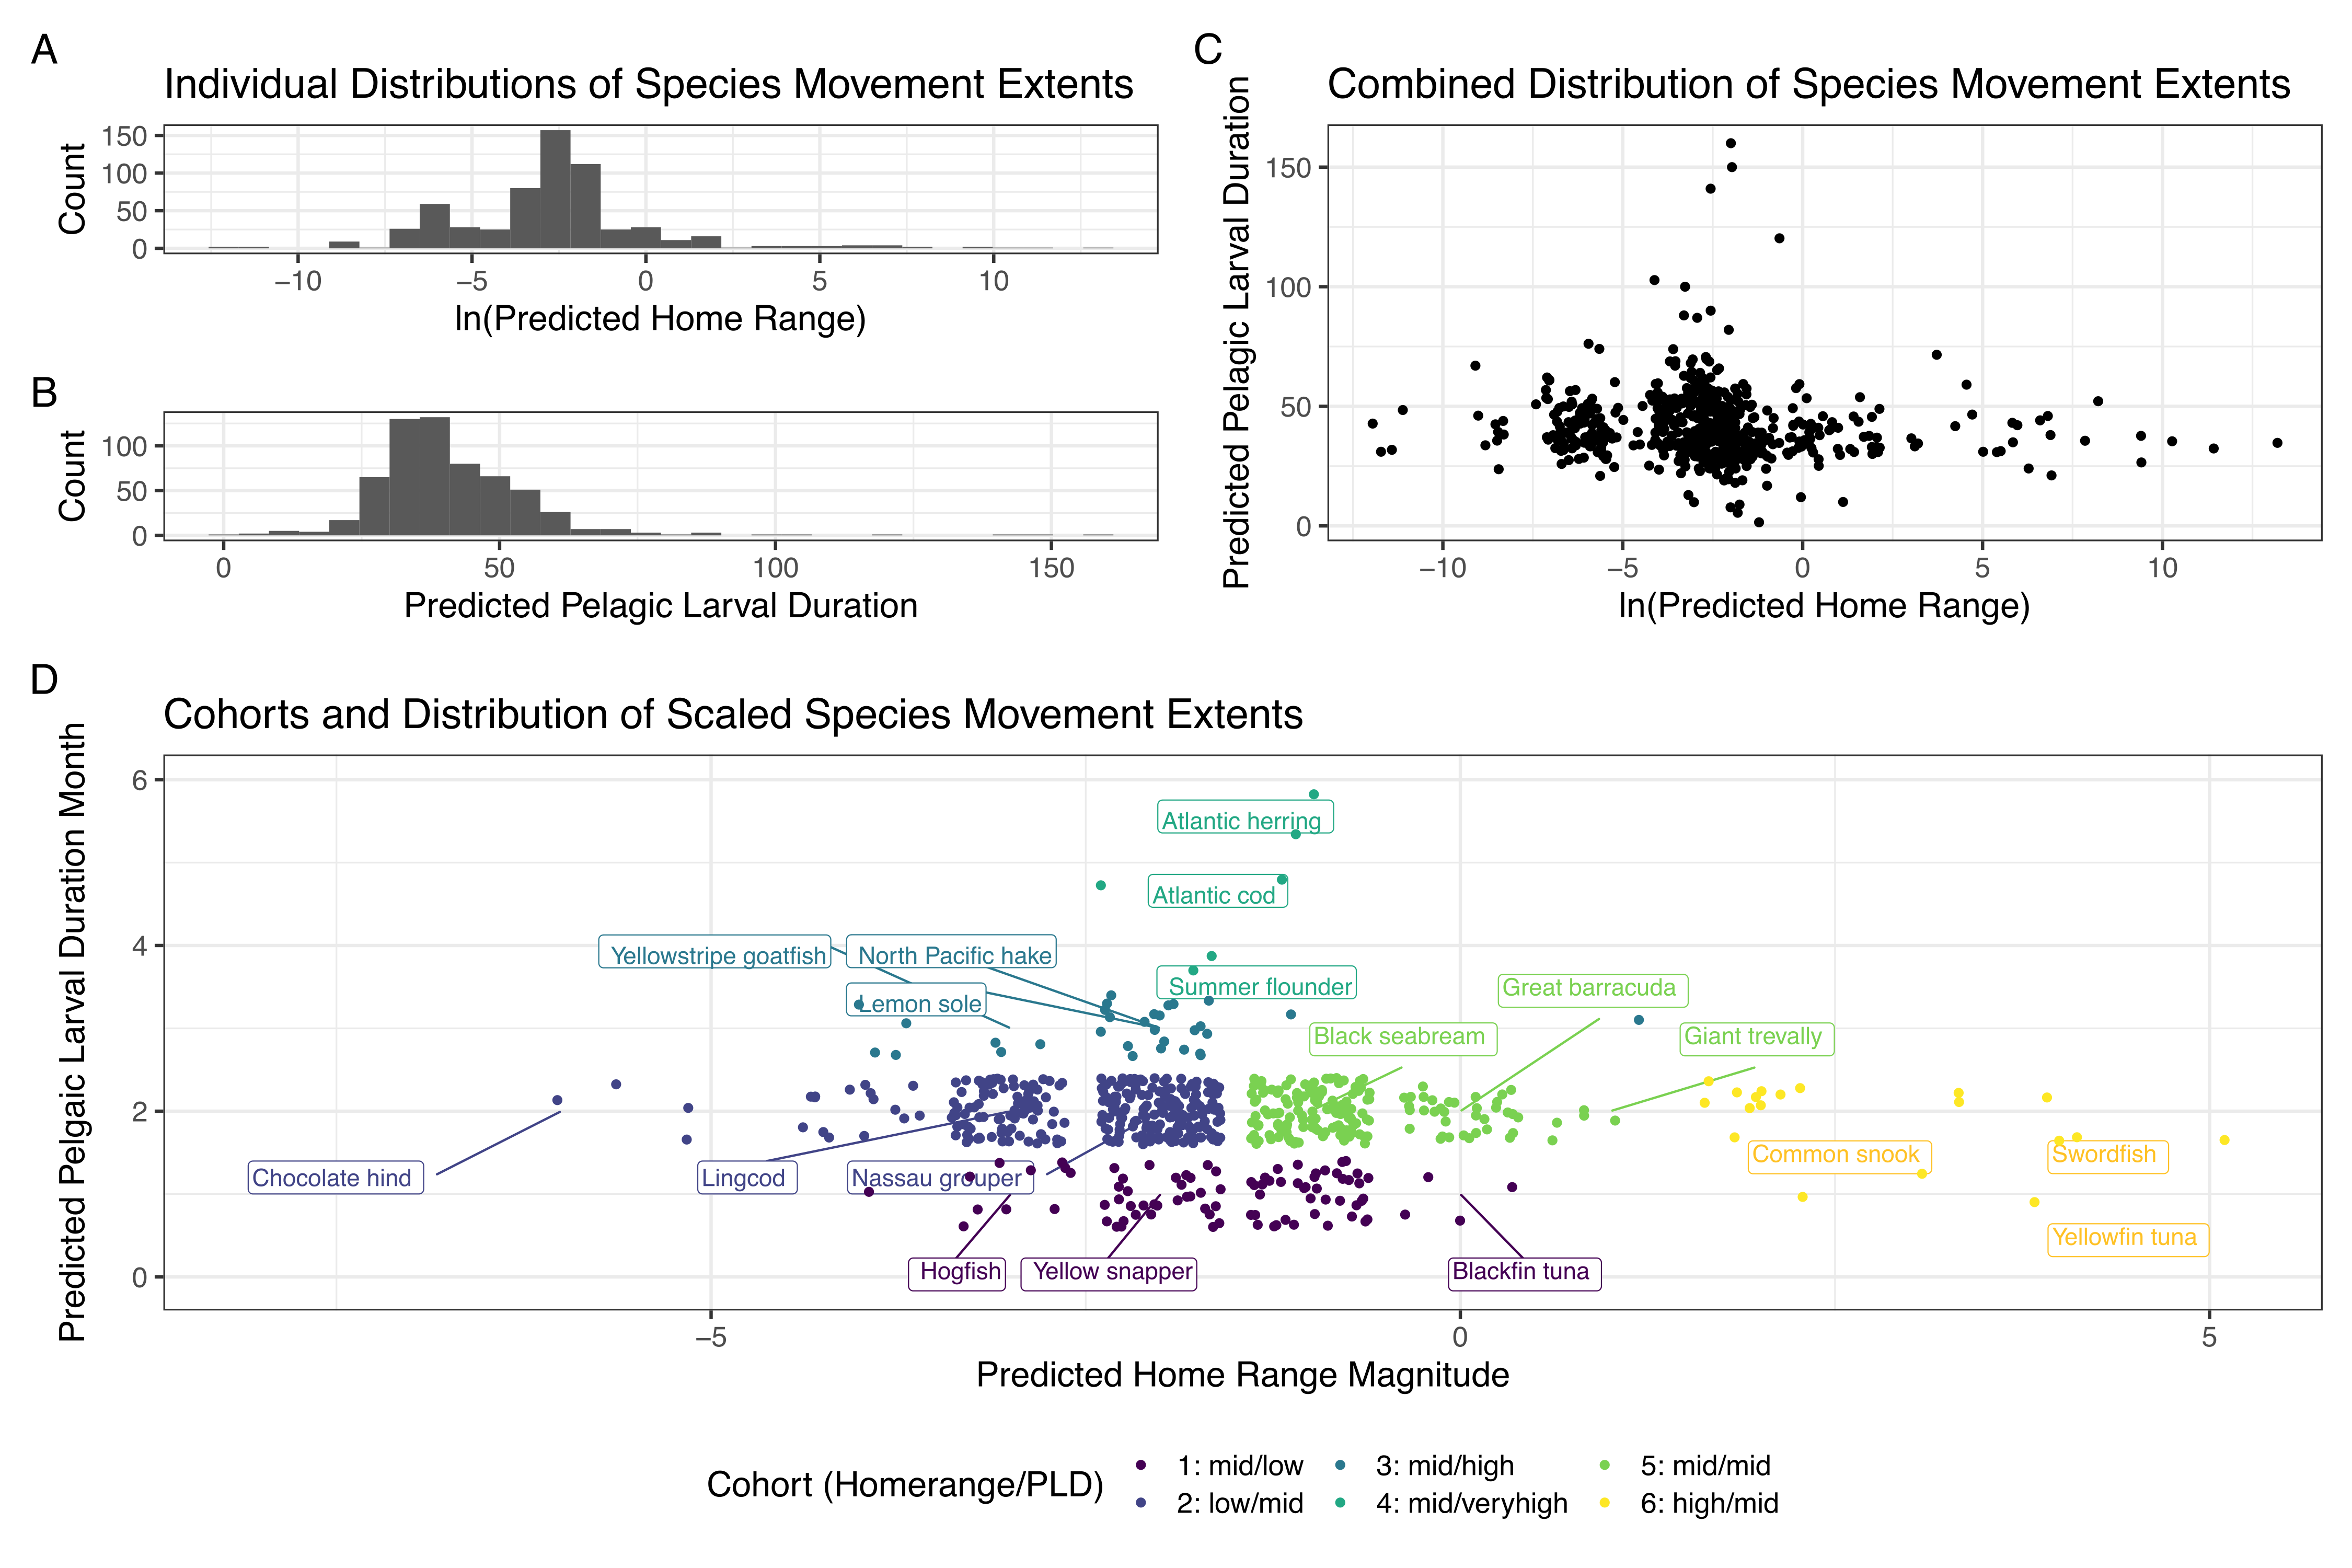 A
Individual Distributions of Species Movement Extents
Count
150
100
50
0
−10 −5 0 5 10
ln(Predicted Home Range)
B
Count
100
50
0
0 50 100 150
Predicted Pelagic Larval Duration
C
Combined Distribution of Species Movement Extents
Predicted Pelagic Larval Duration
150
100
50
0
−10 −5 0 5 10
ln(Predicted Home Range)
D
Cohorts and Distribution of Scaled Species Movement Extents
Predicted Pelgaic Larval Duration Month
6
4
2
0
Atlantic herring
Atlantic cod
Yellowstripe goatfish
North Pacific hake
Summer flounder
Great barracuda
Lemon sole
Black seabream
Giant trevally
Common snook
Swordfish
Chocolate hind
Lingcod
Nassau grouper
Yellowfin tuna
Hogfish
Yellow snapper
Blackfin tuna
−5 0 5
Predicted Home Range Magnitude
Cohort (Homerange/PLD)
1: mid/low
2: low/mid
3: mid/high
4: mid/veryhigh
5: mid/mid
6: high/mid